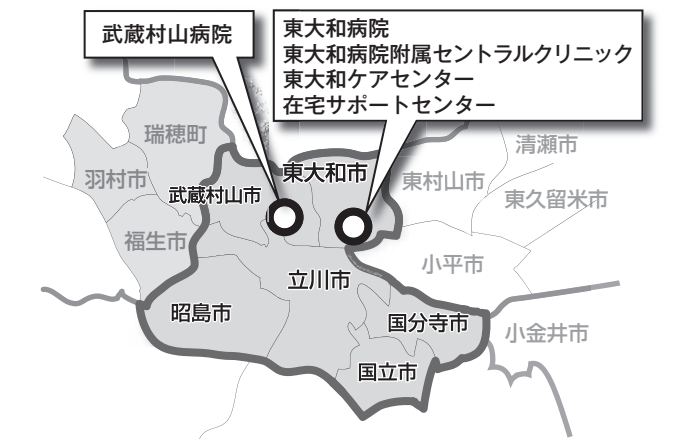 武蔵村山病院
東大和病院
東大和病院附属セントラルクリニック
東大和ケアセンター
在宅サポートセンター
瑞穂町
清瀬市
羽村市
武蔵村山市
東大和市
東村山市
東久留米市
福生市
立川市
小平市
昭島市
国分寺市
小金井市
国立市